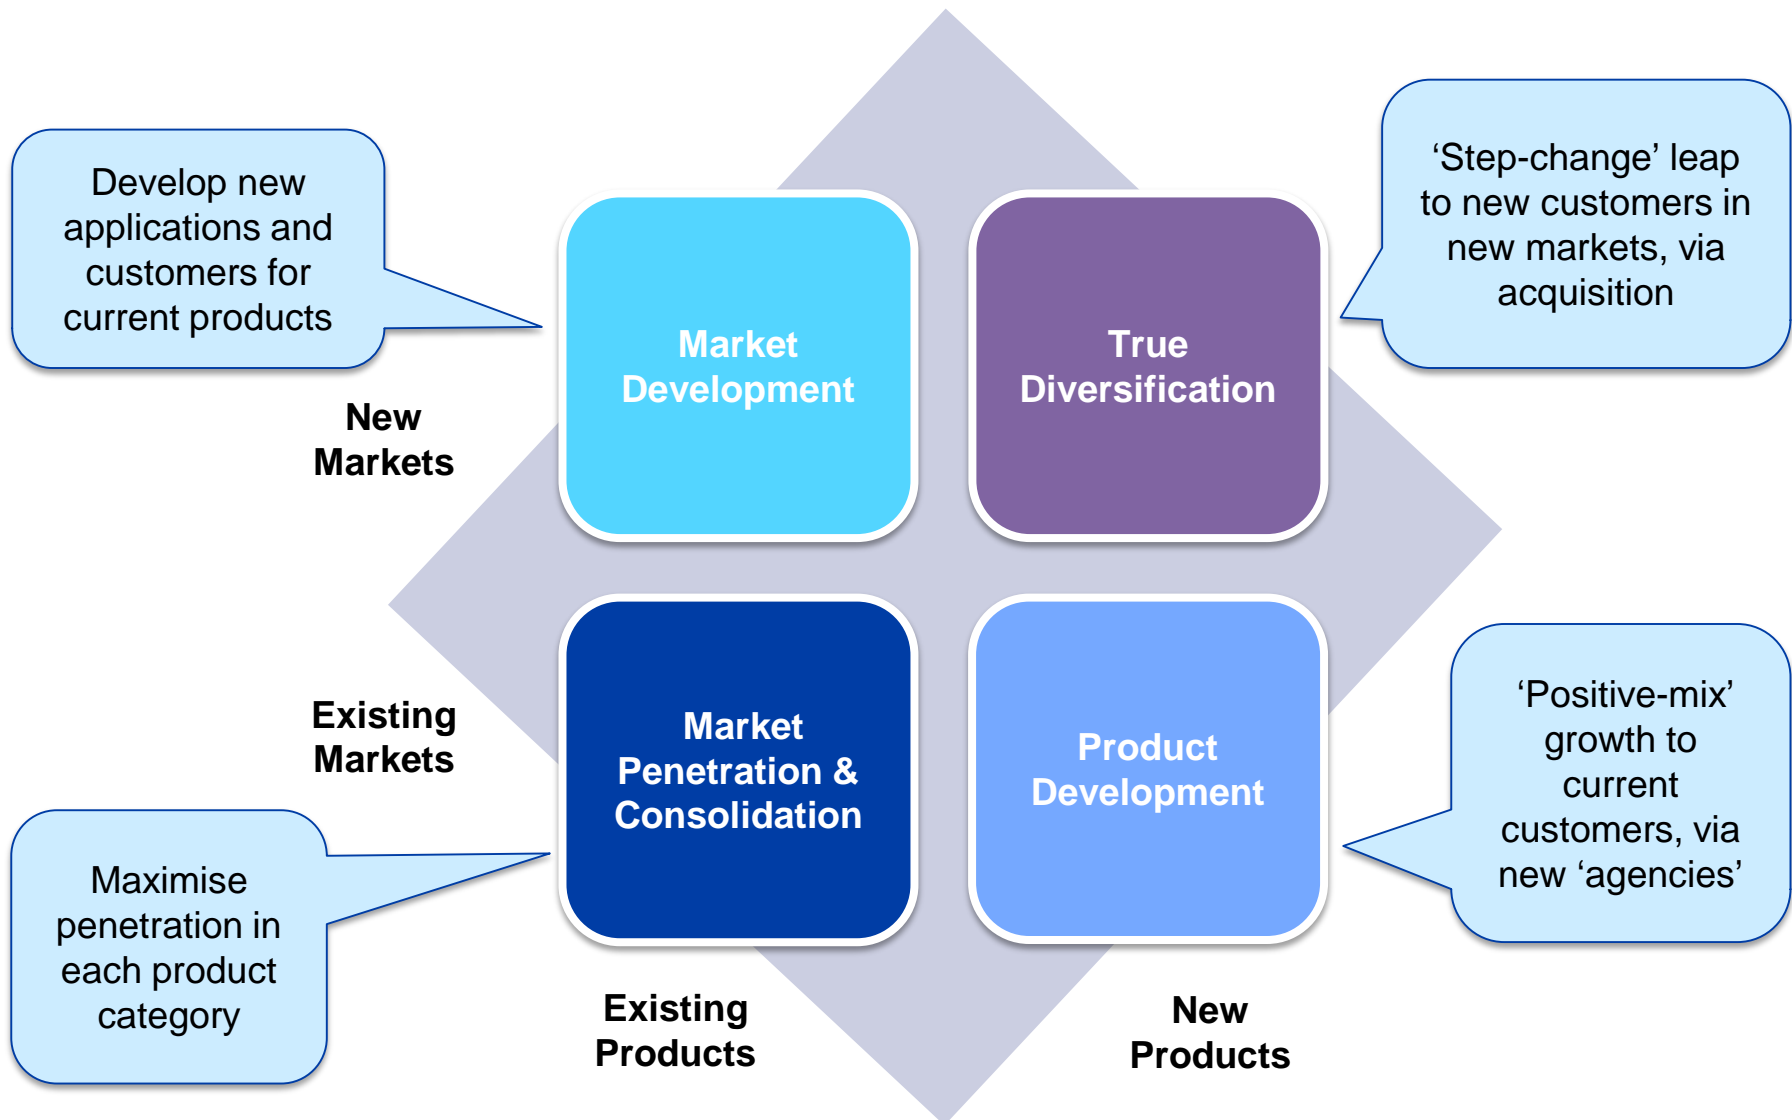 Develop new
applications and
customers for
current products
‘Step-change’ leap
to new customers in
new markets, via
acquisition
Market
Development
True
Diversification
New
Markets
Existing
Markets
Market
Penetration &
Consolidation
Product
Development
‘Positive-mix’
growth to
current
customers, via
new ‘agencies’
Maximise
penetration in
each product
category
Existing
Products
New
Products